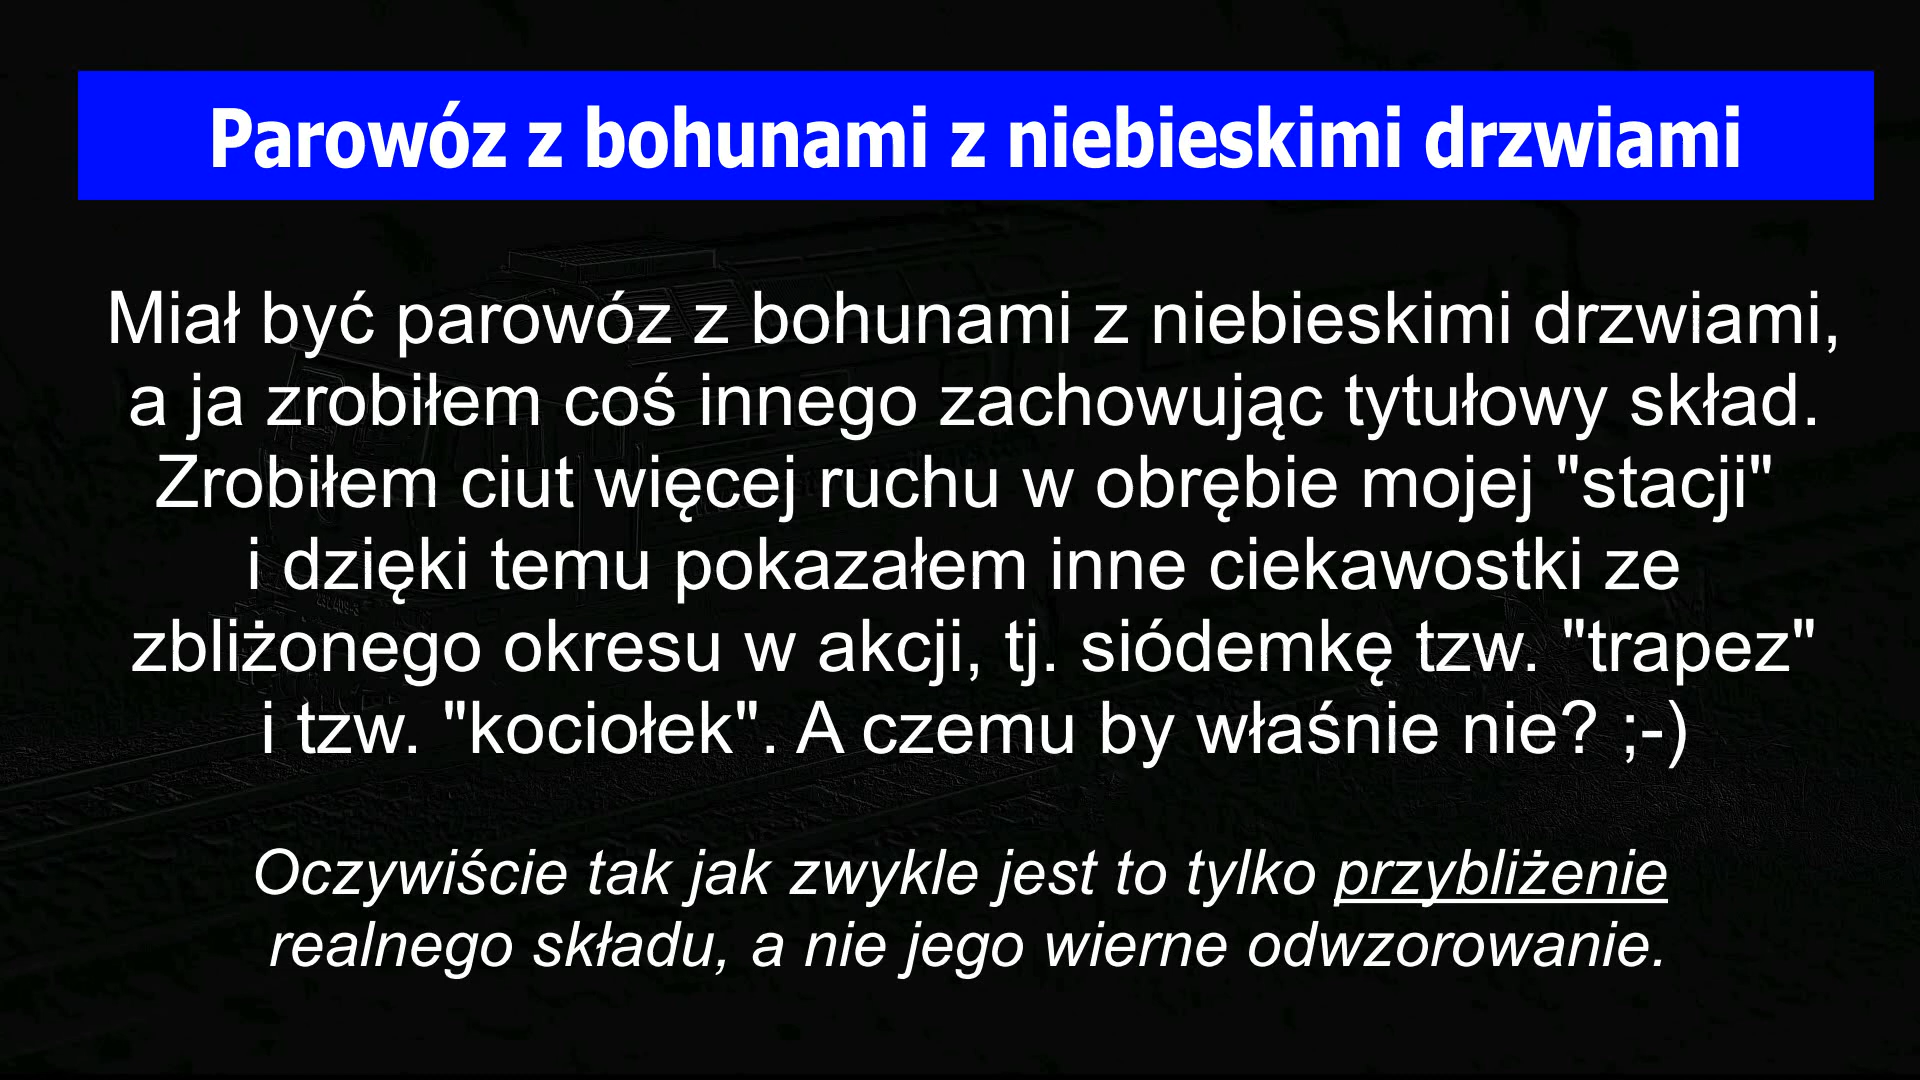 Parowóz z bohunami z niebieskimi drzwiami
Miał być parowóz z bohunami z niebieskimi drzwiami,
a ja zrobiłem coś innego zachowując tytułowy skład.
Zrobiłem ciut więcej ruchu w obrębie mojej "stacji"
i dzięki temu pokazałem inne ciekawostki ze
zbliżonego okresu w akcji, tj. siódemkę tzw. "trapez"
i tzw. "kociołek". A czemu by właśnie nie? ;-)
Oczywiście tak jak zwykle jest to tylko przybliżenie
realnego składu, a nie jego wierne odwzorowanie.